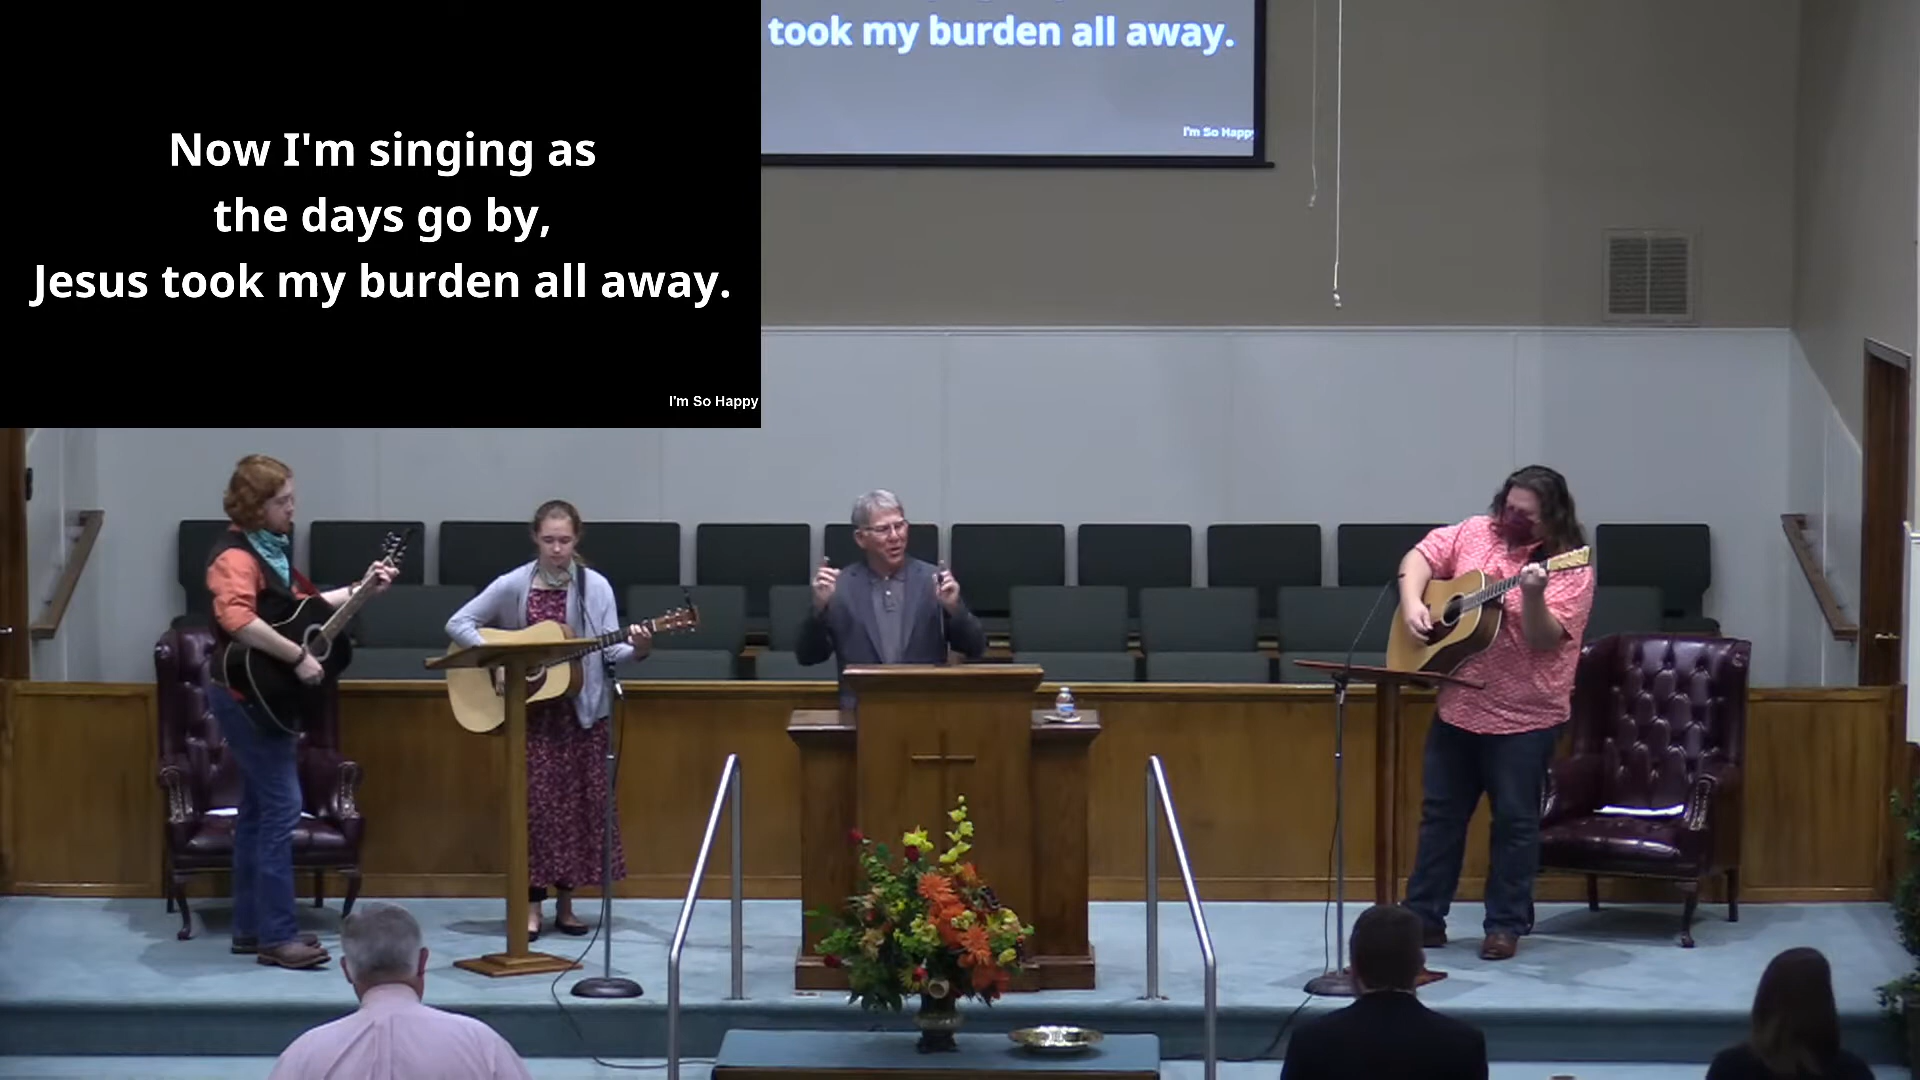 Now I'm singing as
the days go by,
Jesus took my burden all away.
I'm So Happy
took my burden all away.
I'm So Happy